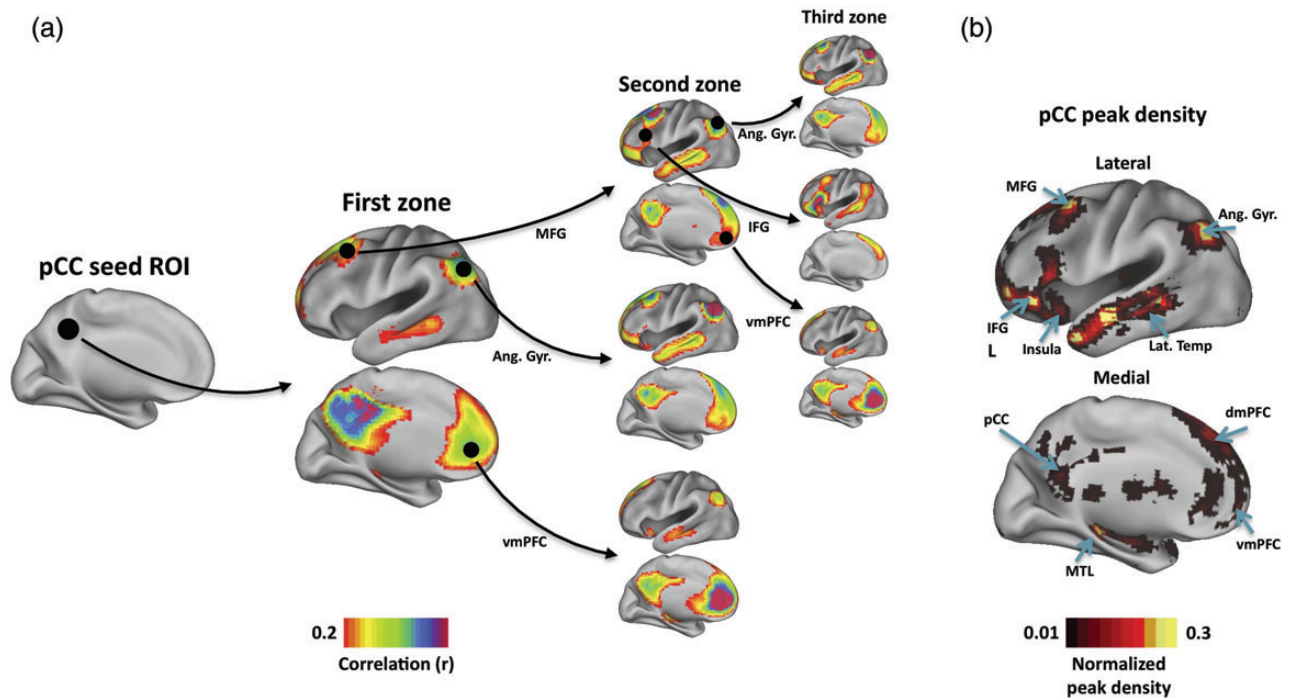 (a)
pCC seed ROI
First zone
MFG
Ang. Gyr.
vmPFC
Second zone
Ang. Gyr.
IFG
vmPFC
Third zone
0.2
Correlation (r)
(b)
pCC peak density
Lateral
MFG
Ang. Gyr.
IFG
L
Insula
Lat. Temp
Medial
pCC
dmPFC
MTL
vmPFC
0.01
0.3
Normalized
peak density